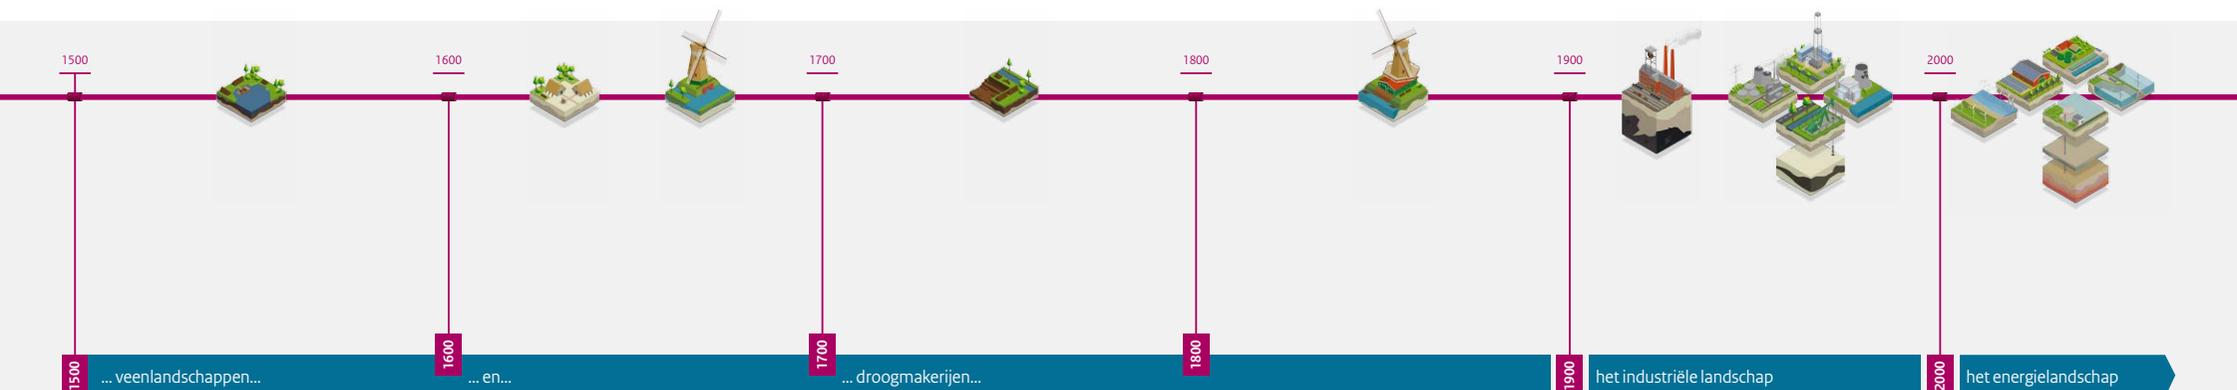 1500
1600
1700
1800
1900
2000
1500
1600
1700
1800
1900
2000
... veenlandschappen...
... en...
... droogmakerijen...
het industriële landschap
het energielandschap